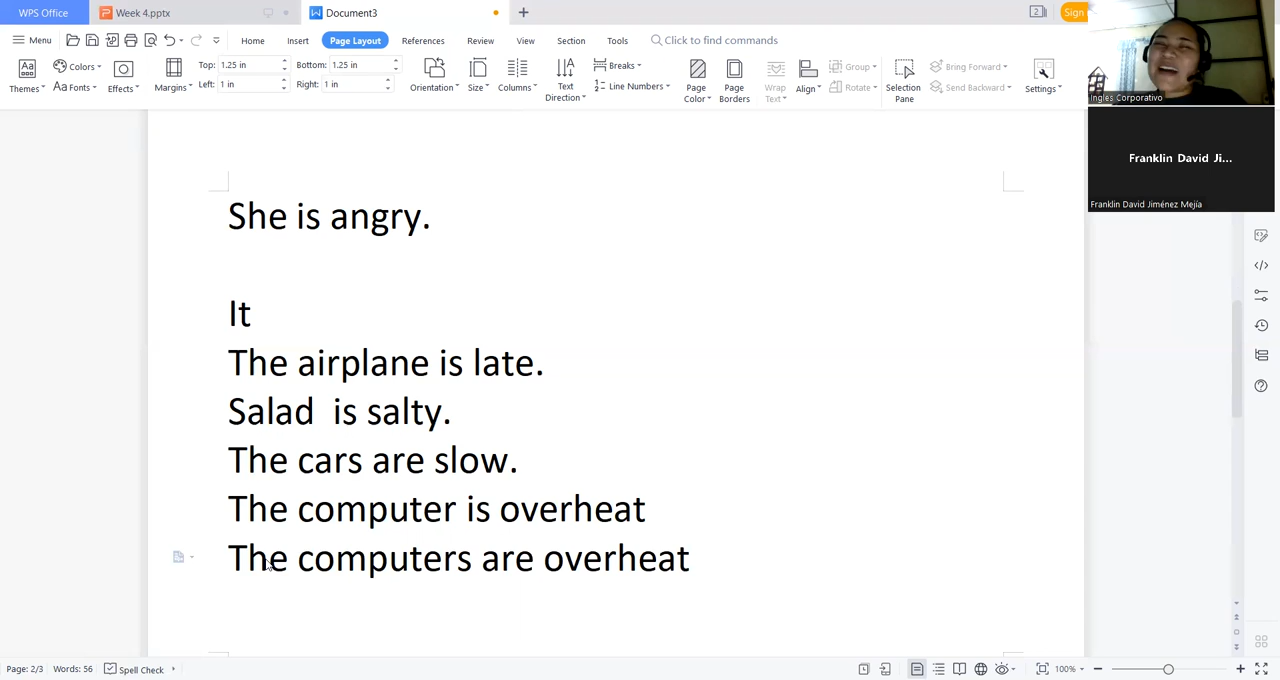 WPS Office
Week 4.pptx
Document3
2
Sign
Menu
Home
Insert
Page Layout
References
Review
View
Section
Tools
Click to find commands
Themes
Colors
Aa Fonts
Effects
Margins
Top: 1.25 in
Bottom: 1.25 in
Left: 1 in
Right: 1 in
Orientation
Size
Columns
Text Direction
Breaks
Line Numbers
Page Color
Page Borders
Wrap Text
Align
Group
Rotate
Selection Pane
Bring Forward
Send Backward
Settings
Ingles Corporativo
Franklin David Ji...
Franklin David Jiménez Mejía
She is angry.
It
The airplane is late.
Salad  is salty.
The cars are slow.
The computer is overheat
The computers are overheat
Page: 2/3
Words: 56
Spell Check
100%